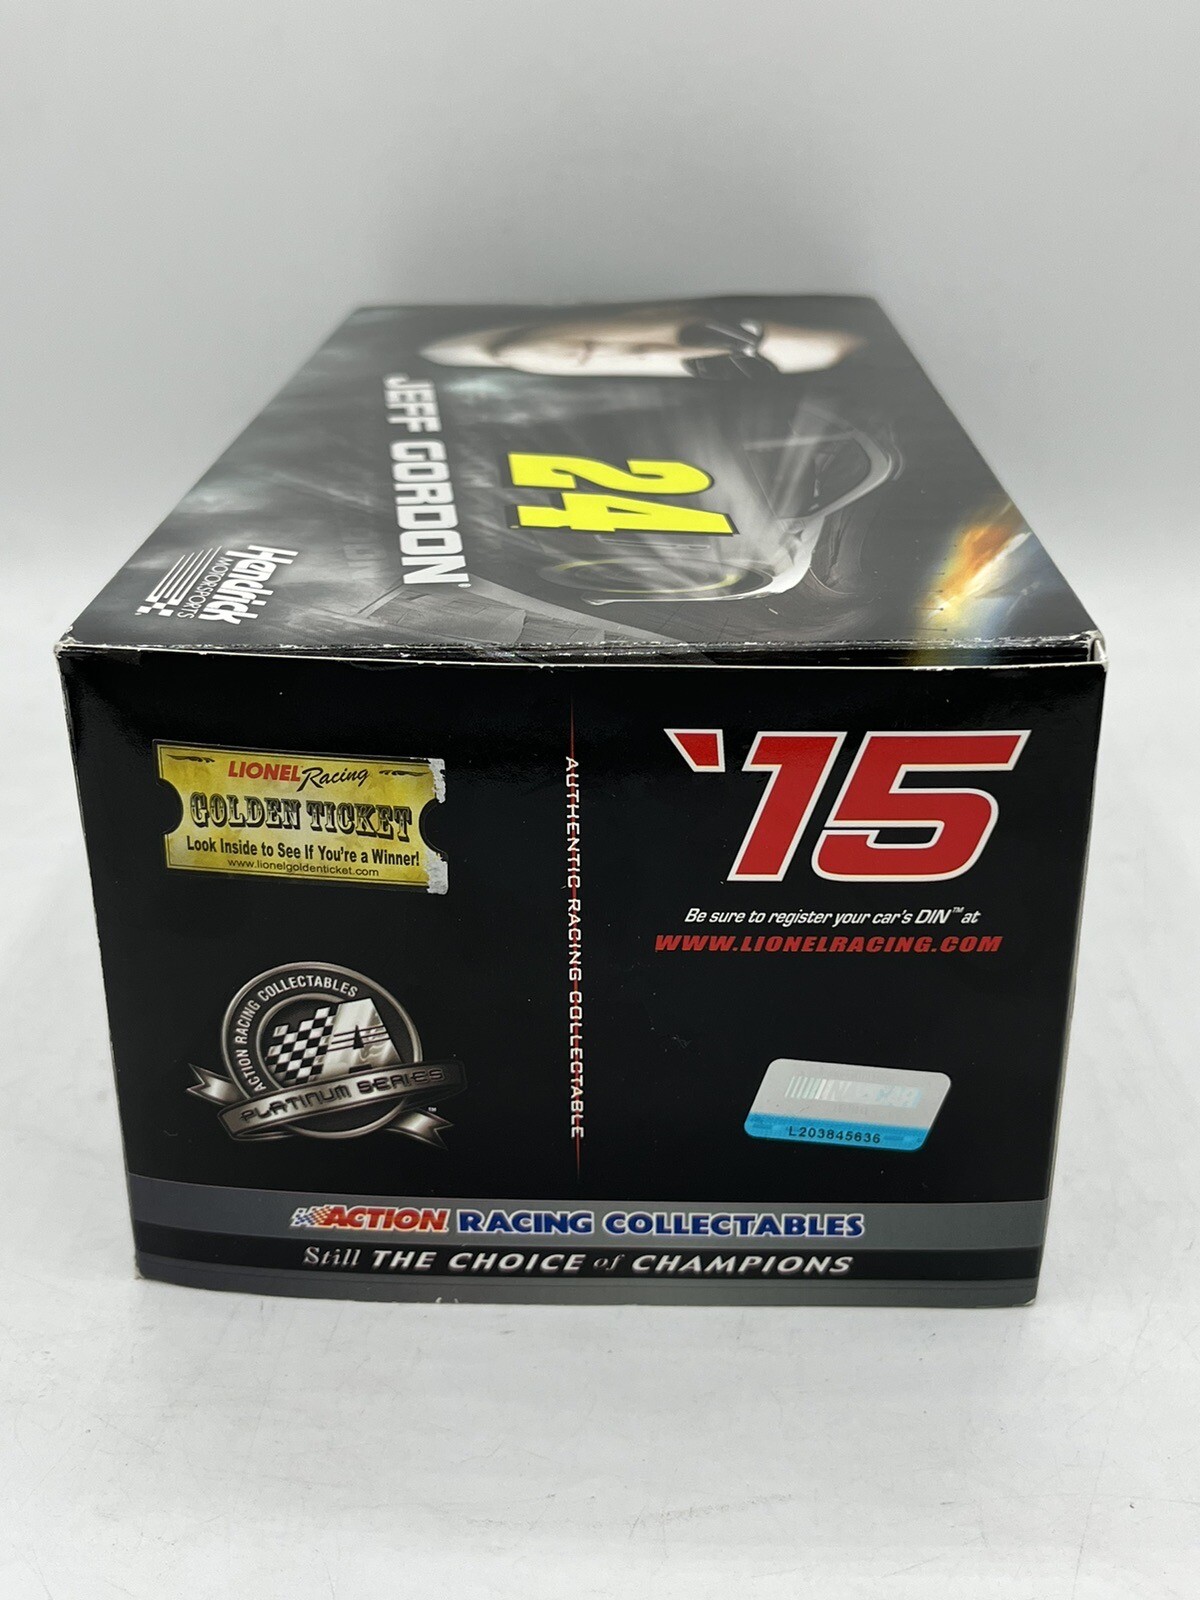 JEFF GORDON
24
Hendrick
MOTORSPORTS
LIONEL Racing
GOLDEN TICKET
Look Inside to See If You're a Winner!
www.lionelgoldenticket.com
AUTHENTIC RACING COLLECTABLE
'15
Be sure to register your car's DIN™ at
WWW.LIONELRACING.COM
ACTION RACING COLLECTABLES
A
PLATINUM SERIES™
NASCAR
L203845636
ACTION RACING COLLECTABLES
Still THE CHOICE of CHAMPIONS